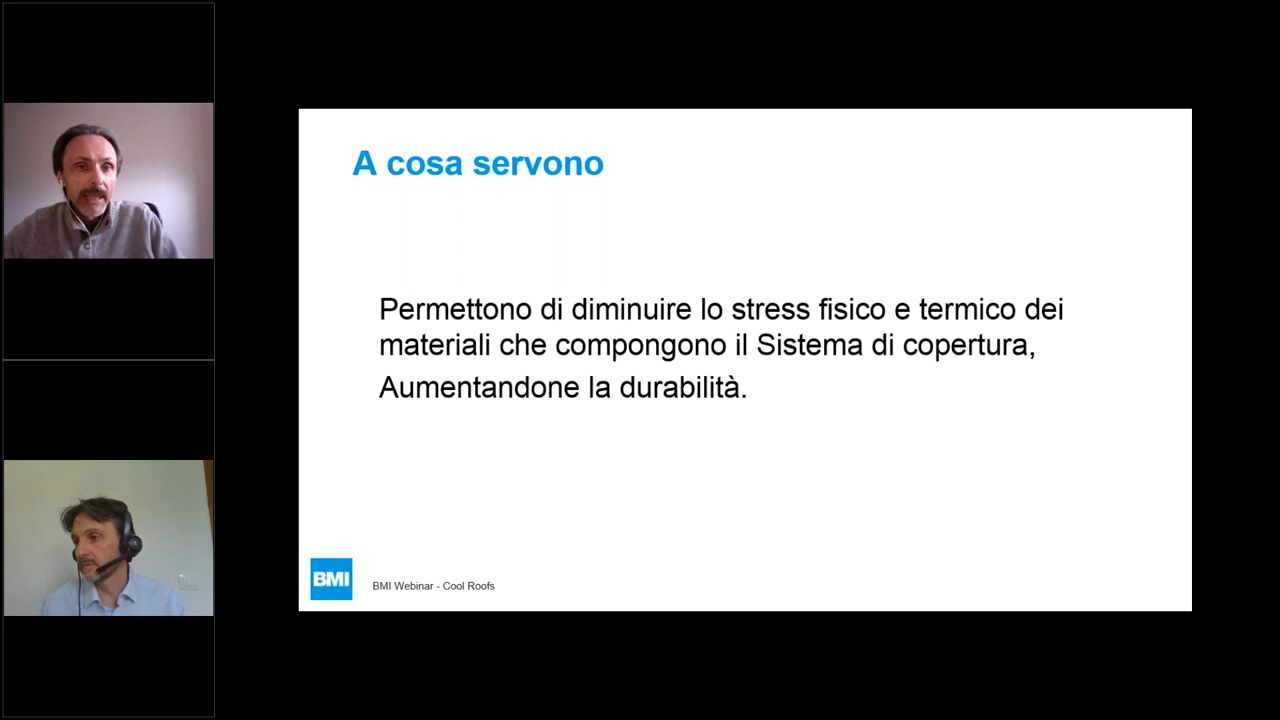 A cosa servono
Permettono di diminuire lo stress fisico e termico dei
materiali che compongono il Sistema di copertura,
Aumentandone la durabilità.
BMI
BMI Webinar - Cool Roofs